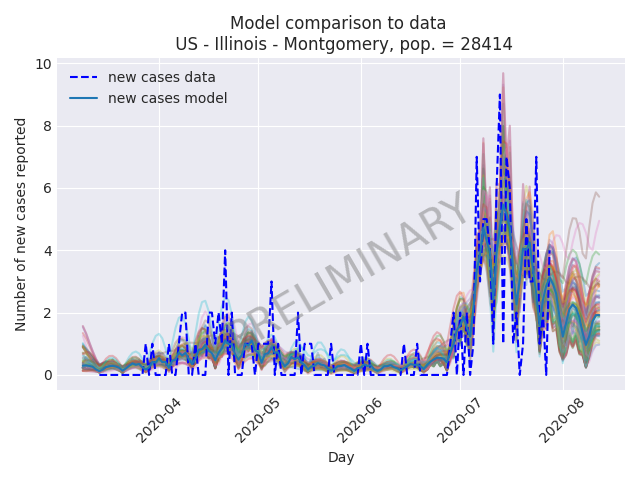 Model comparison to data
US - Illinois - Montgomery, pop. = 28414
new cases data
new cases model
PRELIMINARY
Number of new cases reported
10
8
6
4
2
0
2020-04
2020-05
2020-06
2020-07
2020-08
Day